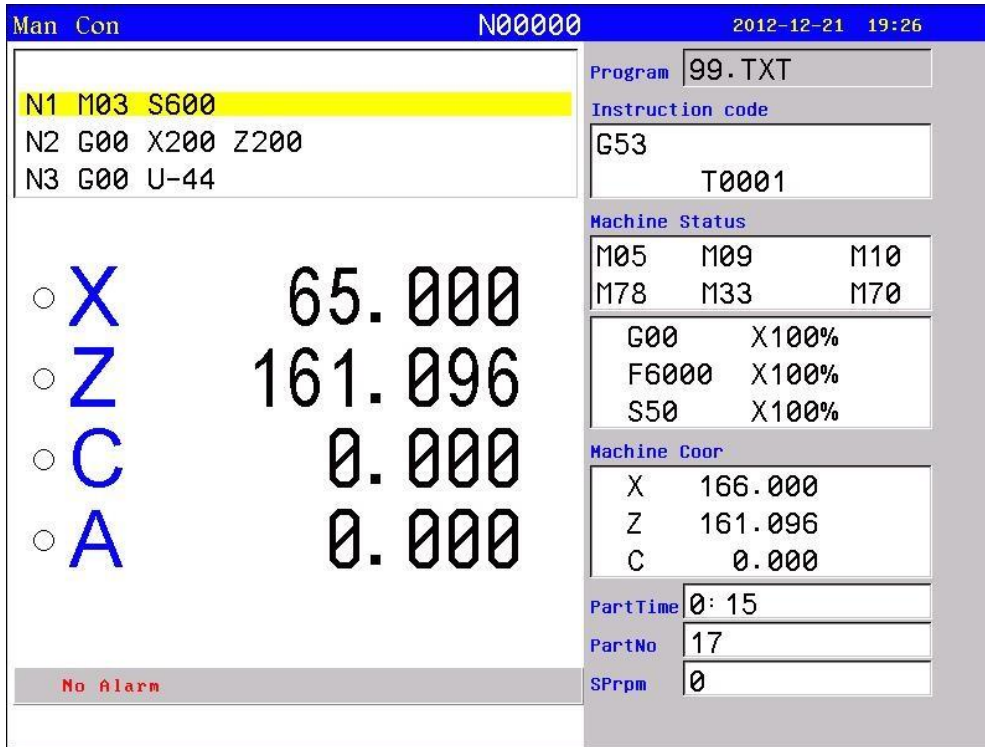 Man Con N00000 2012-12-21 19:26
N1 M03 S600
N2 G00 X200 Z200
N3 G00 U-44
X 65.000
Z 161.096
C 0.000
A 0.000
No Alarm
Program 99.TXT
Instruction code
G53
T0001
Machine Status
M05 M09 M10
M78 M33 M70
G00 X100%
F6000 X100%
S50 X100%
Machine Coor
X 166.000
Z 161.096
C 0.000
PartTime 0:15
PartNo 17
SPrpm 0